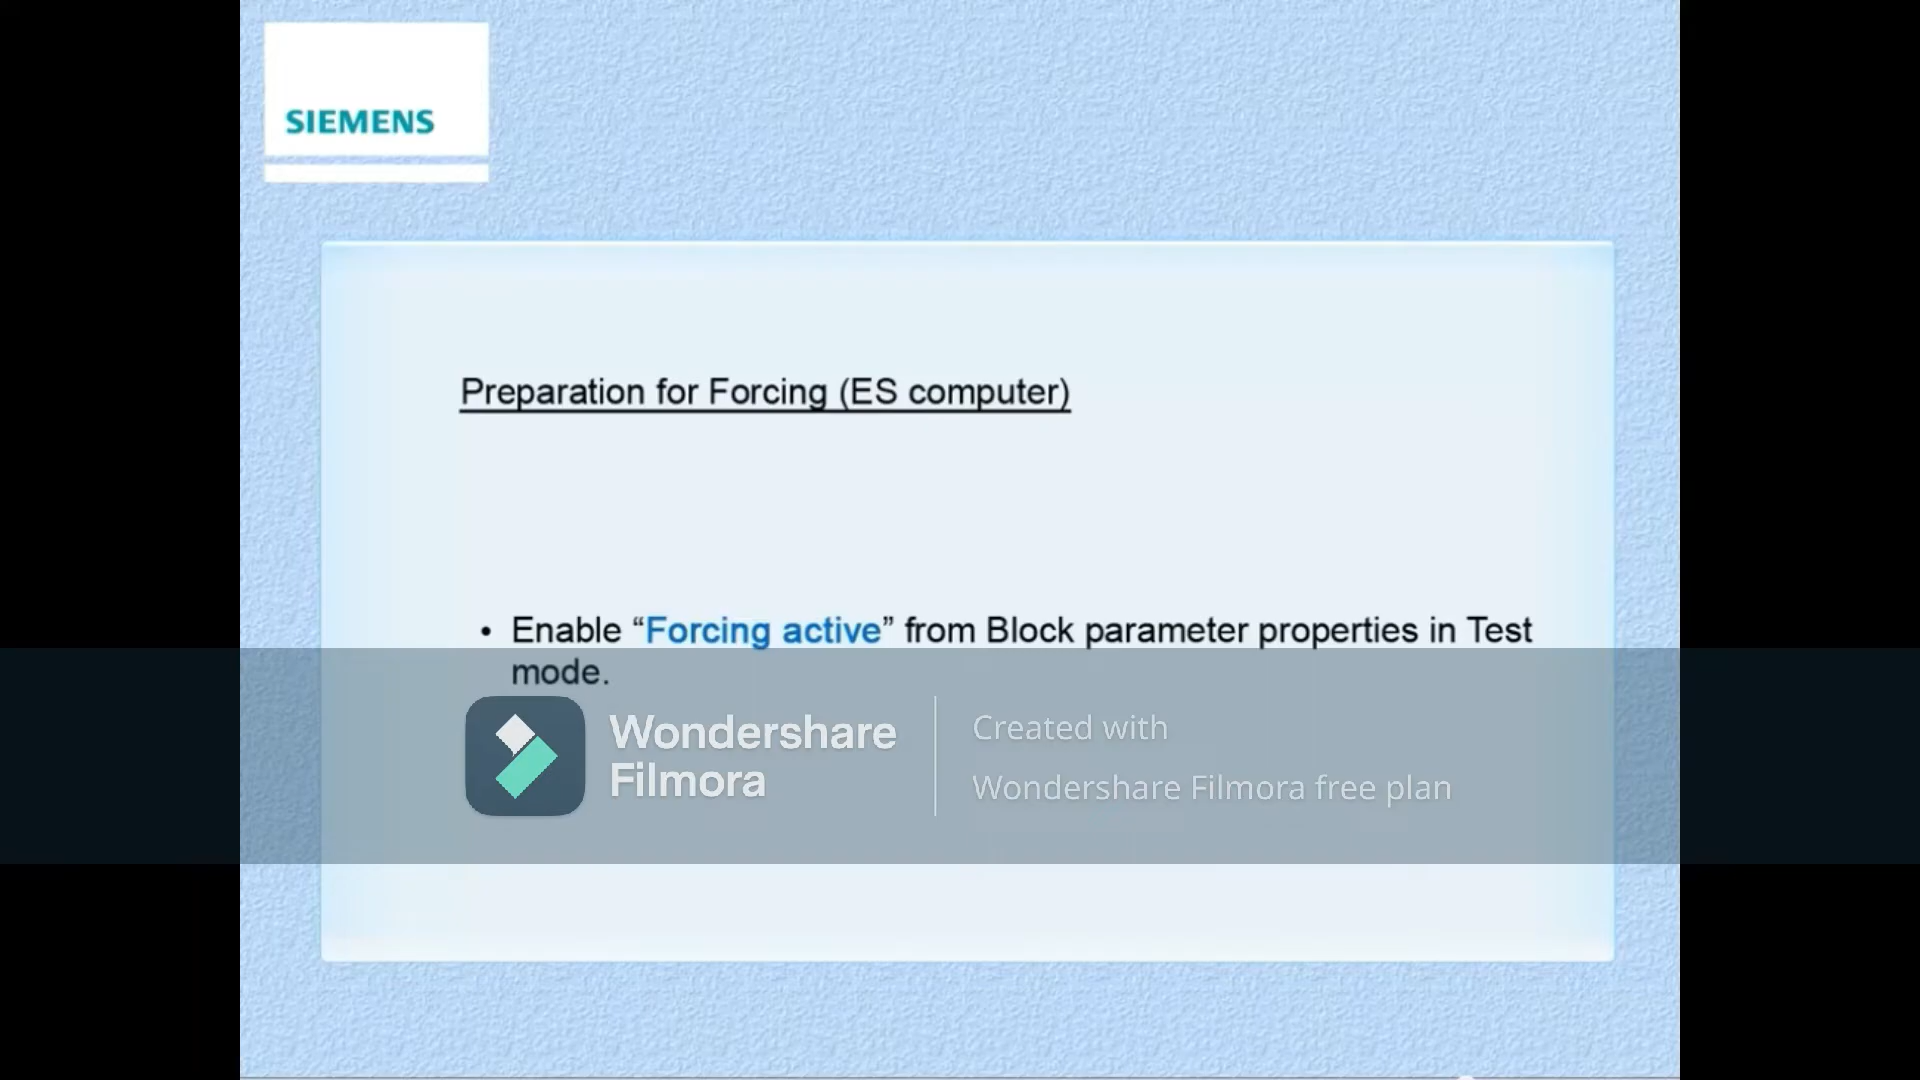 SIEMENS
Preparation for Forcing (ES computer)
• Enable “Forcing active” from Block parameter properties in Test
mode.
Wondershare
Filmora
Created with
Wondershare Filmora free plan